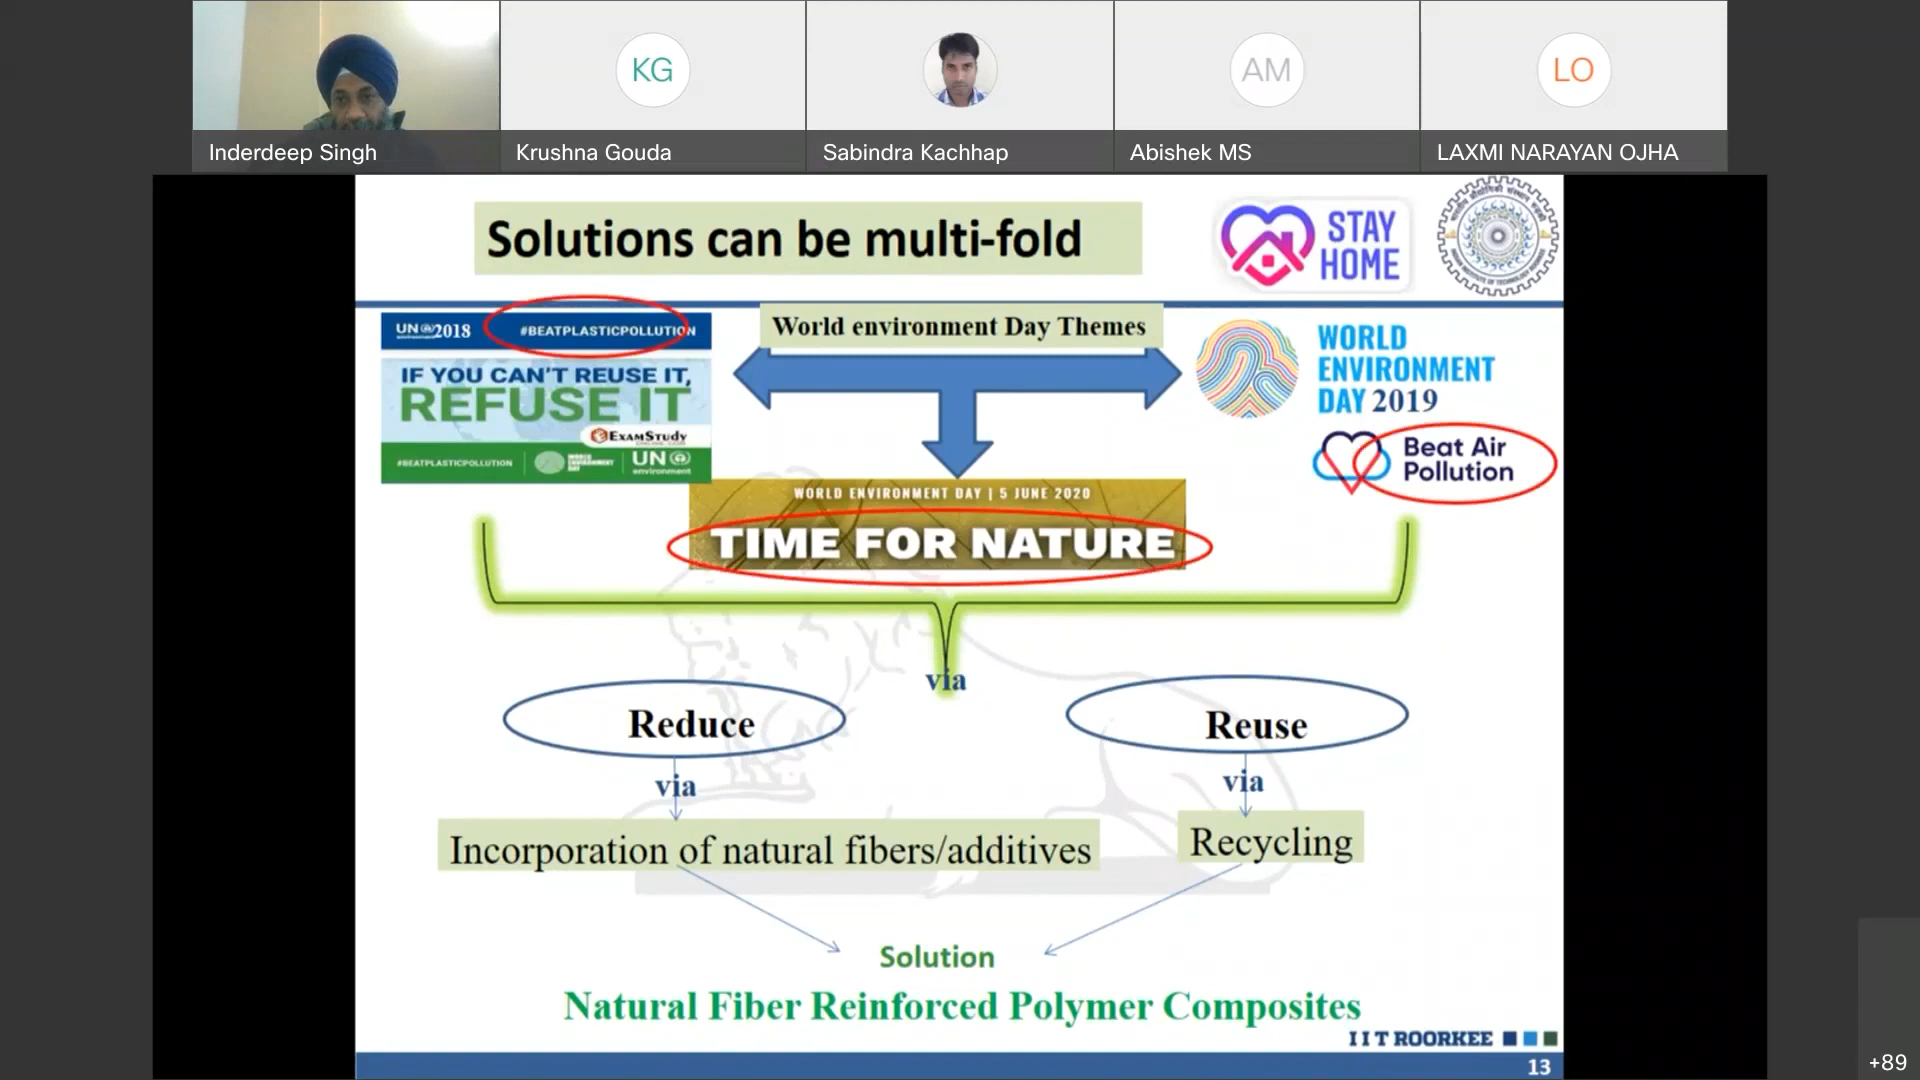 KG
AM
LO
Inderdeep Singh
Krushna Gouda
Sabindra Kachhap
Abishek MS
LAXMI NARAYAN OJHA
Solutions can be multi-fold
STAY
HOME
UN 2018 #BEATPLASTICPOLLUTION
IF YOU CAN'T REUSE IT,
REFUSE IT
EXAMSTUDY
#BEATPLASTICPOLLUTION
WORLD
ENVIRONMENT
DAY
UN
environment
World environment Day Themes
WORLD
ENVIRONMENT
DAY 2019
Beat Air
Pollution
WORLD ENVIRONMENT DAY | 5 JUNE 2020
TIME FOR NATURE
via
Reduce
Reuse
via
via
Incorporation of natural fibers/additives
Recycling
Solution
Natural Fiber Reinforced Polymer Composites
I I T ROORKEE
13
+89